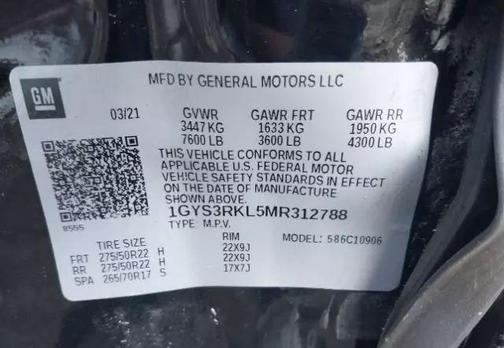 MFD BY GENERAL MOTORS LLC
GM
03/21 GVWR GAWR FRT GAWR RR
3447 KG 1633 KG 1950 KG
7600 LB 3600 LB 4300 LB
THIS VEHICLE CONFORMS TO ALL
APPLICABLE U.S. FEDERAL MOTOR
VEHICLE SAFETY STANDARDS IN EFFECT
ON THE DATE OF MANUFACTURE
SHOWN ABOVE.
1GYS3RKL5MR312788
8555
TYPE: M.P.V. MODEL: 586C10906
TIRE SIZE RIM
FRT 275/50R22 H 22X9J
RR 275/50R22 H 22X9J
SPA 265/70R17 S 17X7J